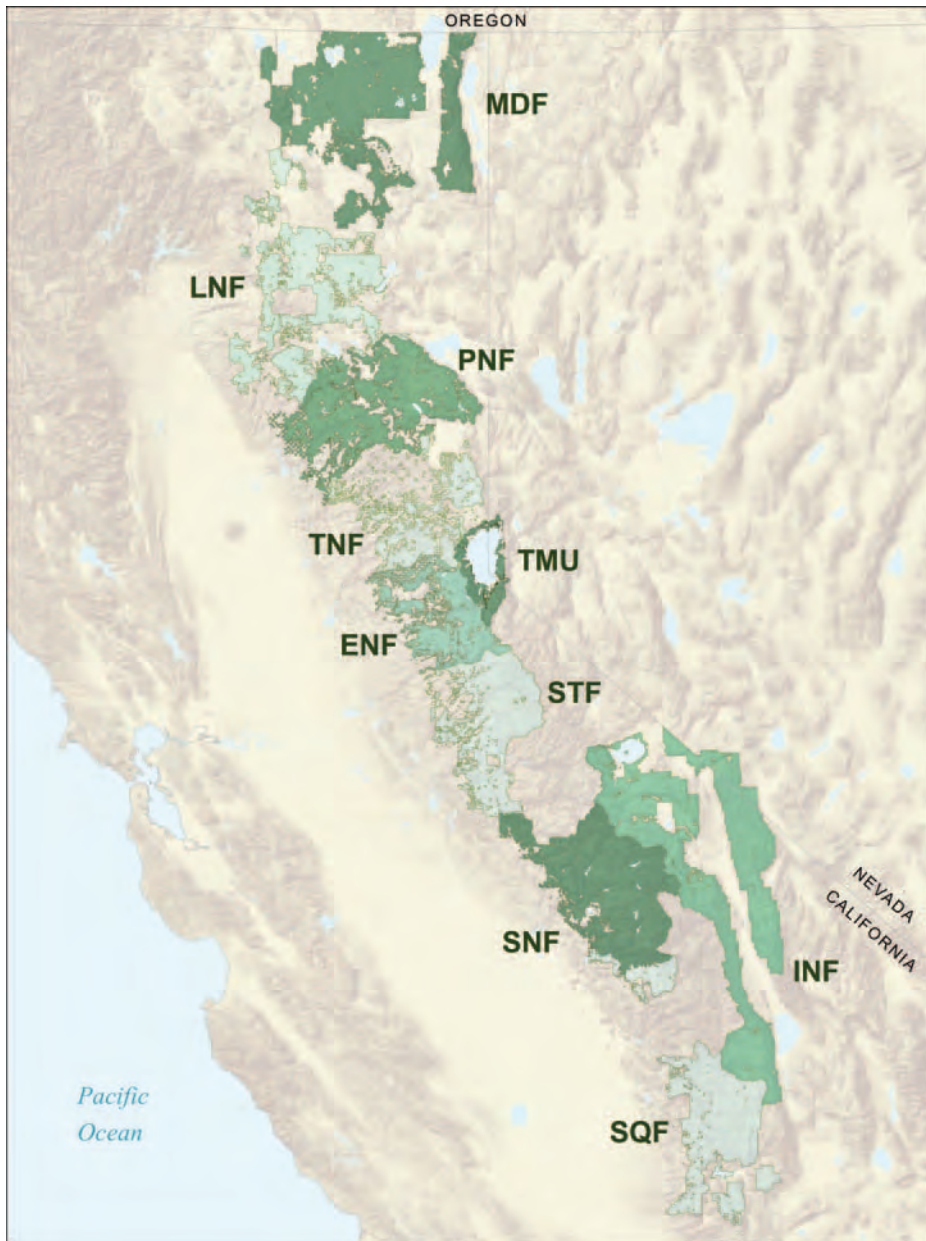 OREGON
MDF
LNF
PNF
TNF
TMU
ENF
STF
NEVADA
CALIFORNIA
SNF
INF
Pacific
Ocean
SQF